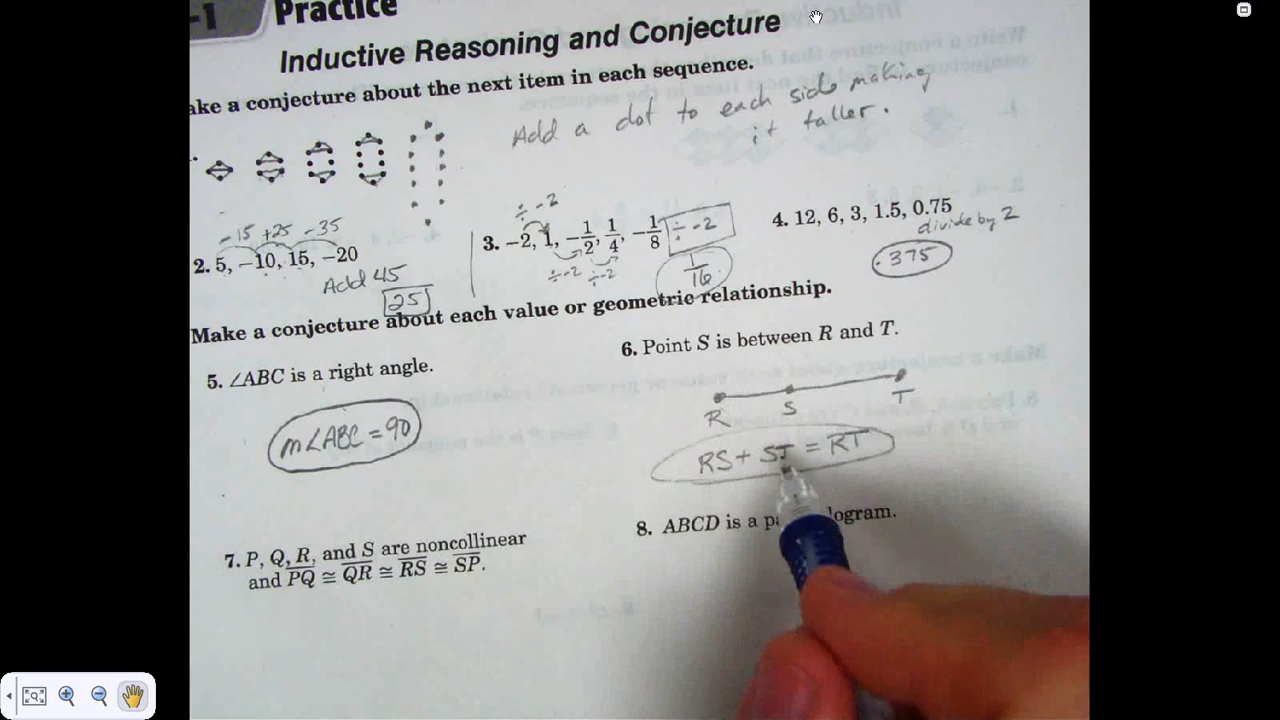 -1 Practice
Inductive Reasoning and Conjecture
ake a conjecture about the next item in each sequence.
Add a dot to each side making
it taller.
-15 +25 -35
2. 5, −10, 15, −20
Add 45
25
÷ -2
3. −2, 1, −1/2, 1/4, −1/8 ÷ -2
÷-2 ÷-2
1/16
4. 12, 6, 3, 1.5, 0.75
divide by 2
.375
Make a conjecture about each value or geometric relationship.
5. ∠ABC is a right angle.
m∠ABC = 90
6. Point S is between R and T.
R S T
RS + ST = RT
7. P, Q, R, and S are noncollinear
and P̅Q̅ ≅ Q̅R̅ ≅ R̅S̅ ≅ S̅P̅.
8. ABCD is a pa logram.